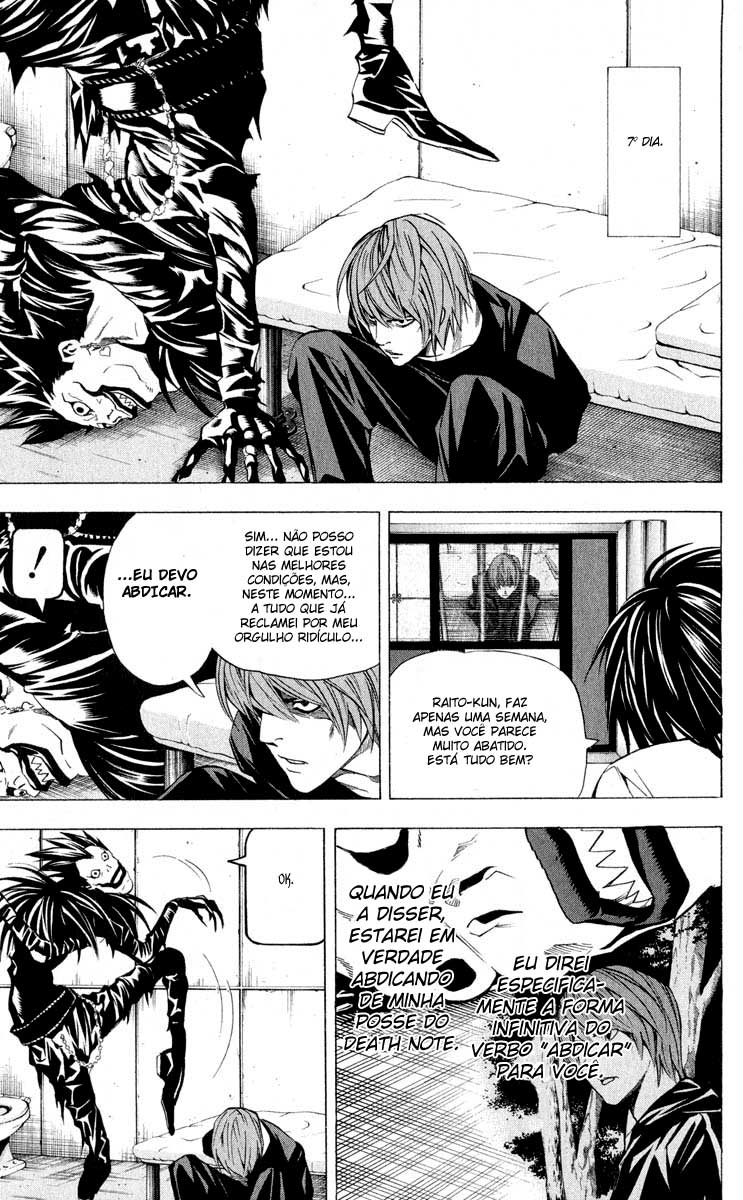 7º DIA.
RAITO-KUN, FAZ
APENAS UMA SEMANA,
MAS VOCÊ PARECE
MUITO ABATIDO.
ESTÁ TUDO BEM?
SIM... NÃO POSSO
DIZER QUE ESTOU
NAS MELHORES
CONDIÇÕES, MAS,
NESTE MOMENTO...
A TUDO QUE JÁ
RECLAMEI POR MEU
ORGULHO RIDÍCULO...
...EU DEVO
ABDICAR.
!
EU DIREI
ESPECIFICA-
MENTE A FORMA
INFINITIVA DO
VERBO "ABDICAR"
PARA VOCÊ.
QUANDO EU
A DISSER,
ESTAREI EM
VERDADE
ABDICANDO
DE MINHA
POSSE DO
DEATH NOTE.
OK.